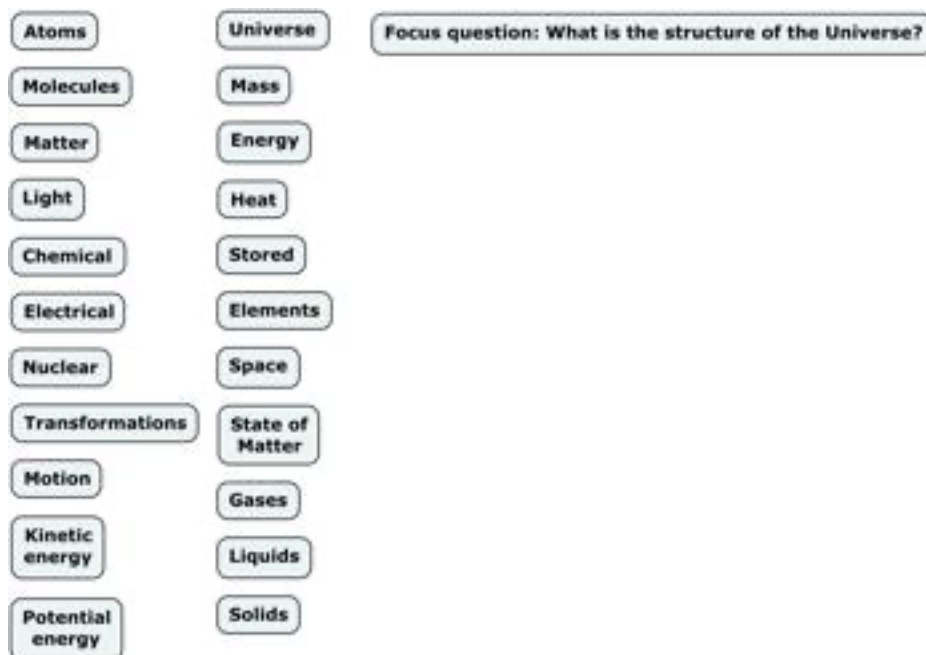 Atoms
Molecules
Matter
Light
Chemical
Electrical
Nuclear
Transformations
Motion
Kinetic
energy
Potential
energy
Universe
Mass
Energy
Heat
Stored
Elements
Space
State of
Matter
Gases
Liquids
Solids
Focus question: What is the structure of the Universe?